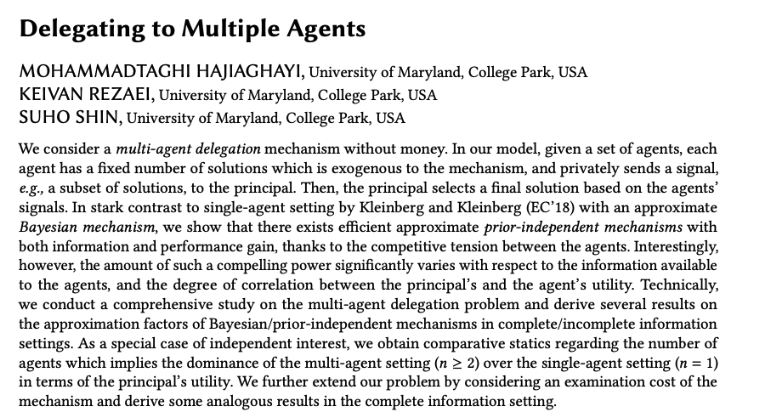 Delegating to Multiple Agents
MOHAMMADTAGHI HAJIAGHAYI, University of Maryland, College Park, USA
KEIVAN REZAEI, University of Maryland, College Park, USA
SUHO SHIN, University of Maryland, College Park, USA
We consider a multi-agent delegation mechanism without money. In our model, given a set of agents, each
agent has a fixed number of solutions which is exogenous to the mechanism, and privately sends a signal,
e.g., a subset of solutions, to the principal. Then, the principal selects a final solution based on the agents'
signals. In stark contrast to single-agent setting by Kleinberg and Kleinberg (EC'18) with an approximate
Bayesian mechanism, we show that there exists efficient approximate prior-independent mechanisms with
both information and performance gain, thanks to the competitive tension between the agents. Interestingly,
however, the amount of such a compelling power significantly varies with respect to the information available
to the agents, and the degree of correlation between the principal's and the agent's utility. Technically,
we conduct a comprehensive study on the multi-agent delegation problem and derive several results on
the approximation factors of Bayesian/prior-independent mechanisms in complete/incomplete information
settings. As a special case of independent interest, we obtain comparative statics regarding the number of
agents which implies the dominance of the multi-agent setting (n ≥ 2) over the single-agent setting (n = 1)
in terms of the principal's utility. We further extend our problem by considering an examination cost of the
mechanism and derive some analogous results in the complete information setting.